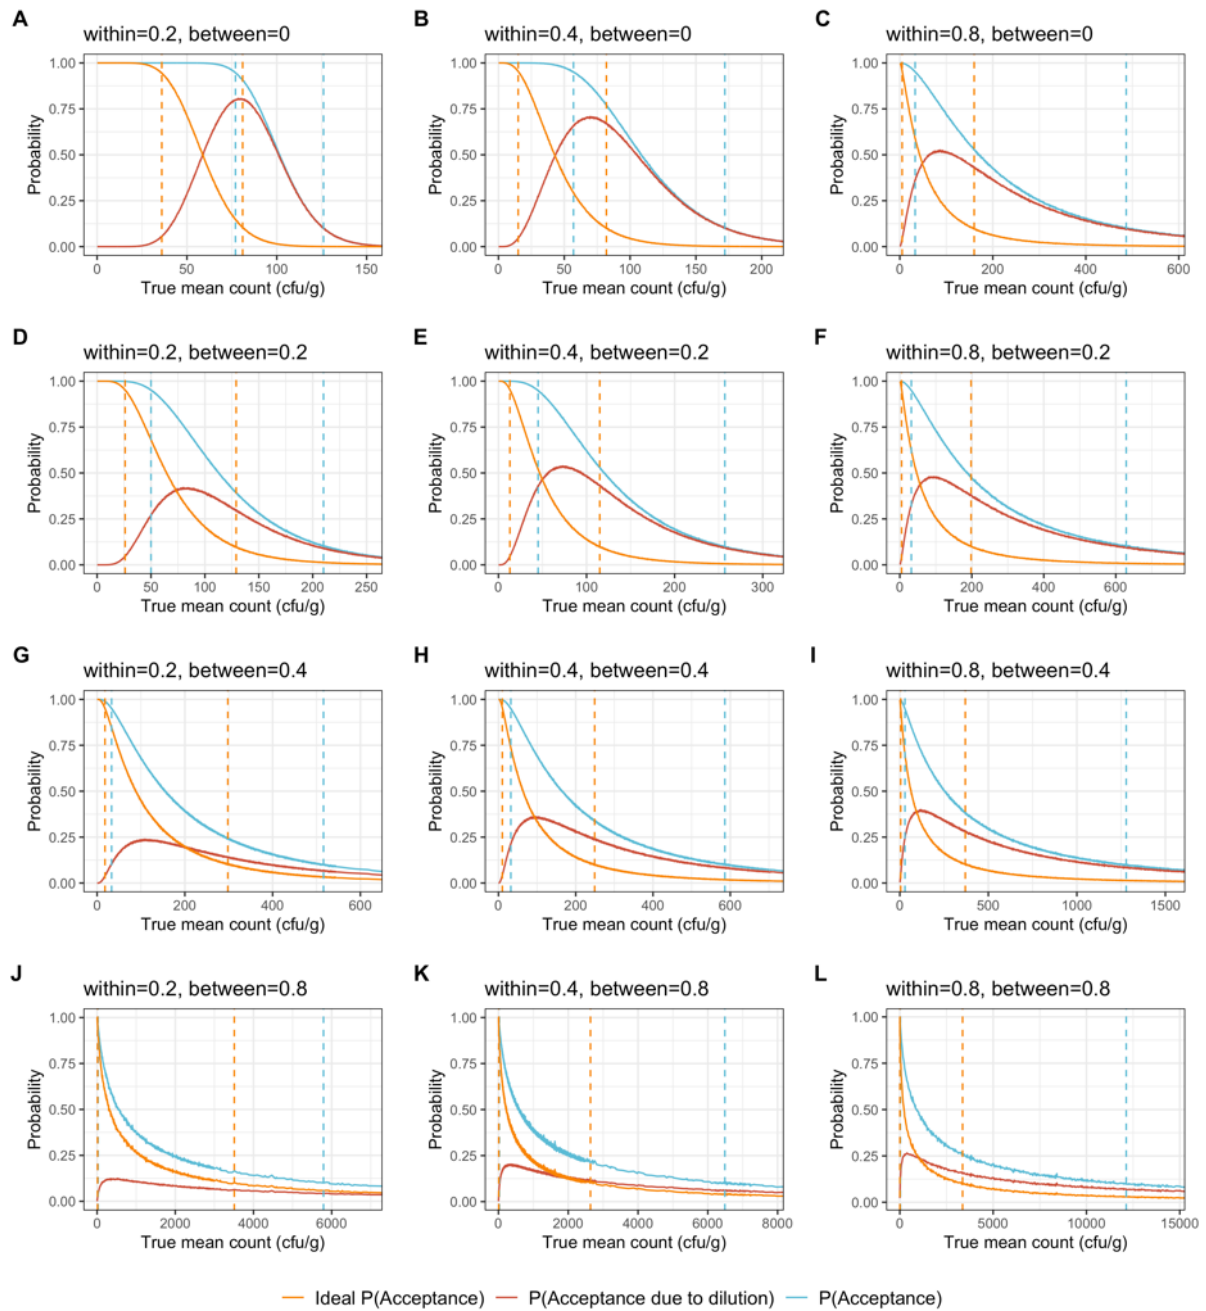 A
within=0.2, between=0
1.00
0.75
0.50
0.25
0.00
Probability
0 50 100 150
True mean count (cfu/g)
B
within=0.4, between=0
1.00
0.75
0.50
0.25
0.00
Probability
0 50 100 150 200
True mean count (cfu/g)
C
within=0.8, between=0
1.00
0.75
0.50
0.25
0.00
Probability
0 200 400 600
True mean count (cfu/g)
D
within=0.2, between=0.2
1.00
0.75
0.50
0.25
0.00
Probability
0 50 100 150 200 250
True mean count (cfu/g)
E
within=0.4, between=0.2
1.00
0.75
0.50
0.25
0.00
Probability
0 100 200 300
True mean count (cfu/g)
F
within=0.8, between=0.2
1.00
0.75
0.50
0.25
0.00
Probability
0 200 400 600
True mean count (cfu/g)
G
within=0.2, between=0.4
1.00
0.75
0.50
0.25
0.00
Probability
0 200 400 600
True mean count (cfu/g)
H
within=0.4, between=0.4
1.00
0.75
0.50
0.25
0.00
Probability
0 200 400 600
True mean count (cfu/g)
I
within=0.8, between=0.4
1.00
0.75
0.50
0.25
0.00
Probability
0 500 1000 1500
True mean count (cfu/g)
J
within=0.2, between=0.8
1.00
0.75
0.50
0.25
0.00
Probability
0 2000 4000 6000
True mean count (cfu/g)
K
within=0.4, between=0.8
1.00
0.75
0.50
0.25
0.00
Probability
0 2000 4000 6000 8000
True mean count (cfu/g)
L
within=0.8, between=0.8
1.00
0.75
0.50
0.25
0.00
Probability
0 5000 10000 15000
True mean count (cfu/g)
Ideal P(Acceptance) P(Acceptance due to dilution) P(Acceptance)